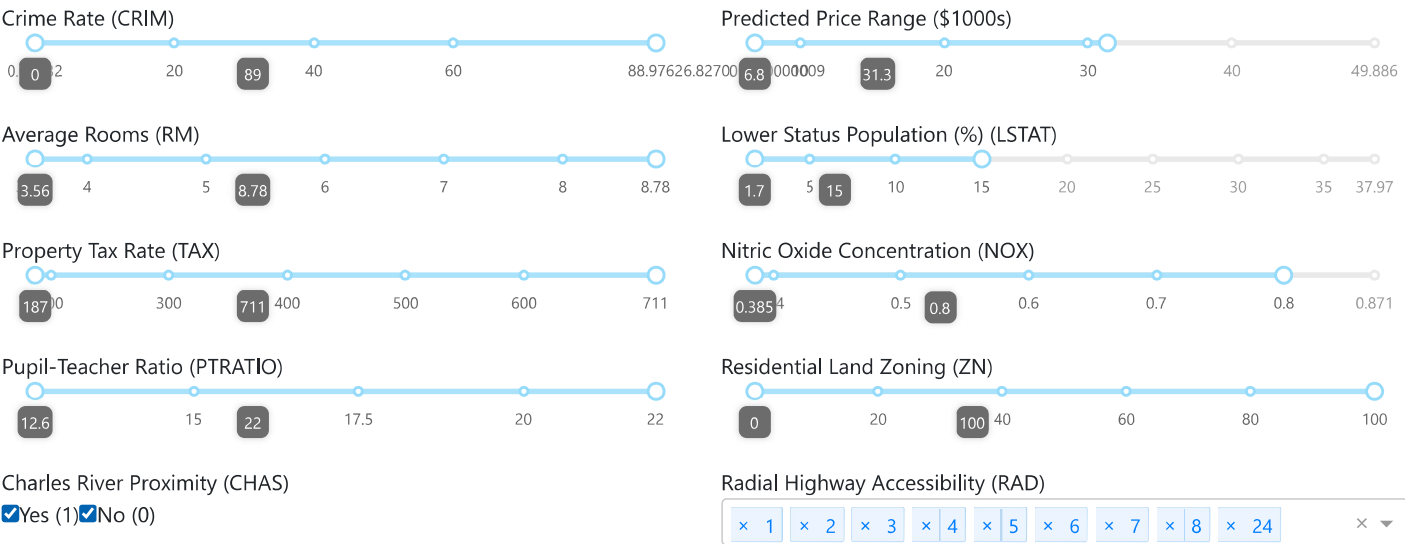 Crime Rate (CRIM)
0 32 20 89 40 60 88.976
Predicted Price Range ($1000s)
6.8 31.3 20 30 40 49.886
Average Rooms (RM)
3.56 4 5 8.78 6 7 8 8.78
Lower Status Population (%) (LSTAT)
1.7 5 15 10 15 20 25 30 35 37.97
Property Tax Rate (TAX)
187 300 711 400 500 600 711
Nitric Oxide Concentration (NOX)
0.385 4 0.5 0.8 0.6 0.7 0.8 0.871
Pupil-Teacher Ratio (PTRATIO)
12.6 15 22 17.5 20 22
Residential Land Zoning (ZN)
0 20 100 40 60 80 100
Charles River Proximity (CHAS)
Yes (1) No (0)
Radial Highway Accessibility (RAD)
× 1 × 2 × 3 × 4 × 5 × 6 × 7 × 8 × 24 ×